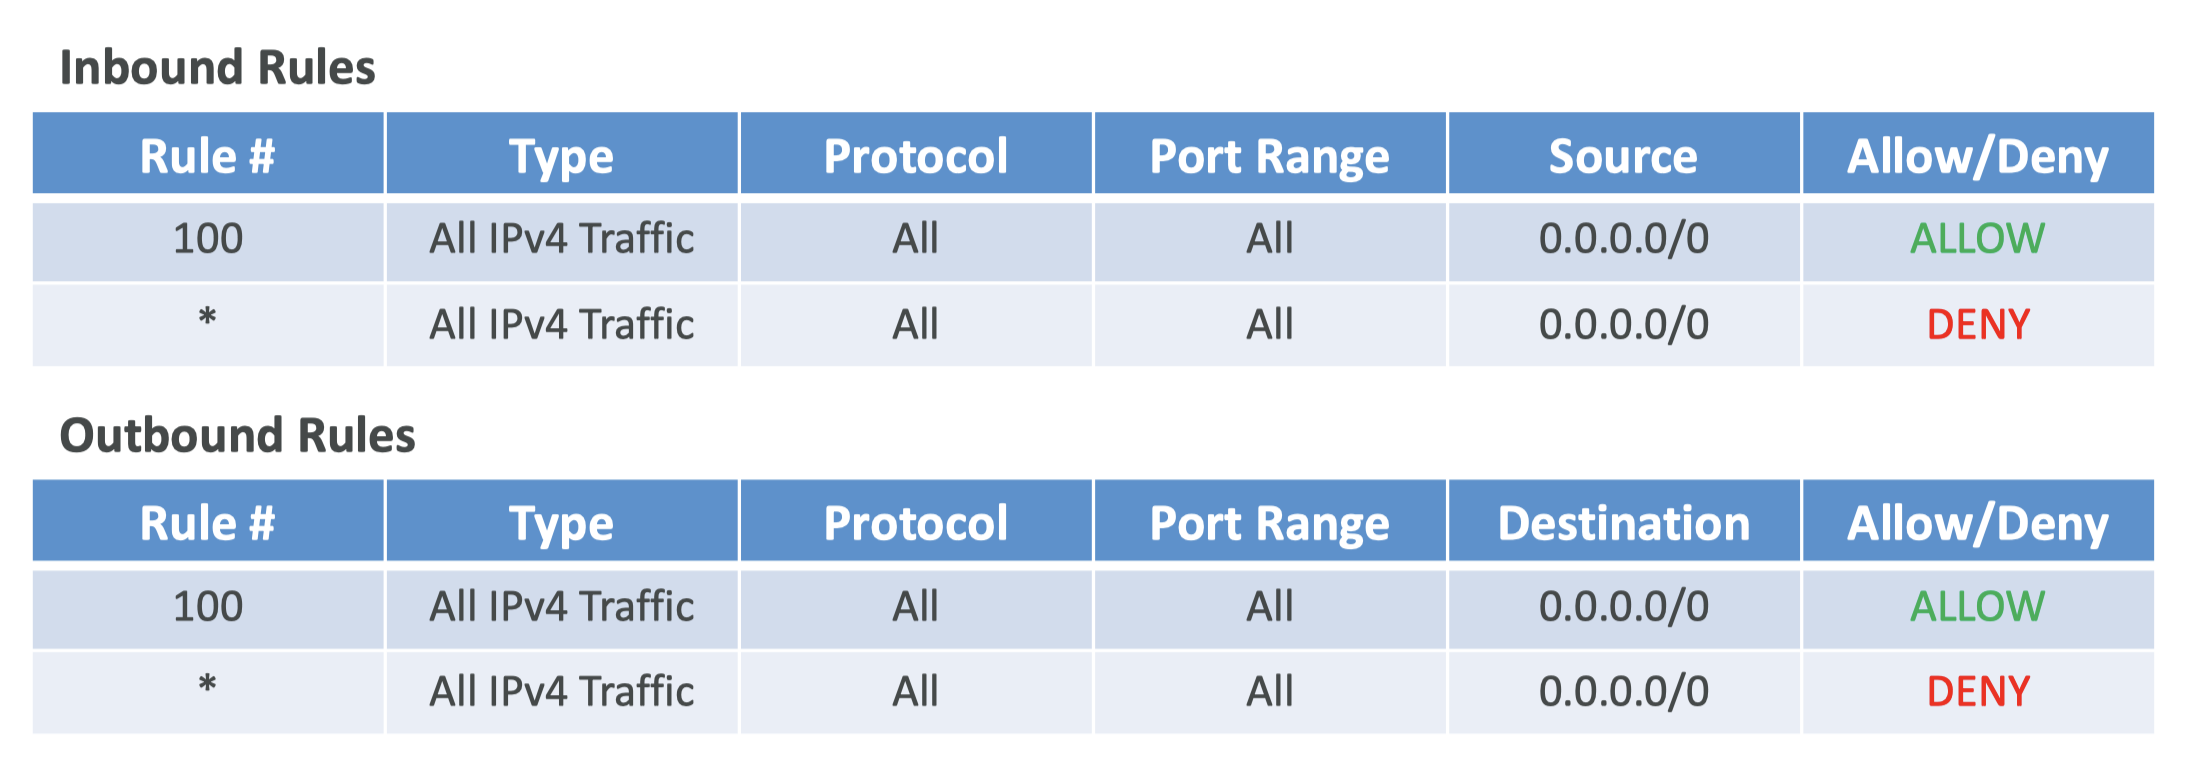 Inbound Rules
Rule # Type Protocol Port Range Source Allow/Deny
100 All IPv4 Traffic All All 0.0.0.0/0 ALLOW
* All IPv4 Traffic All All 0.0.0.0/0 DENY
Outbound Rules
Rule # Type Protocol Port Range Destination Allow/Deny
100 All IPv4 Traffic All All 0.0.0.0/0 ALLOW
* All IPv4 Traffic All All 0.0.0.0/0 DENY